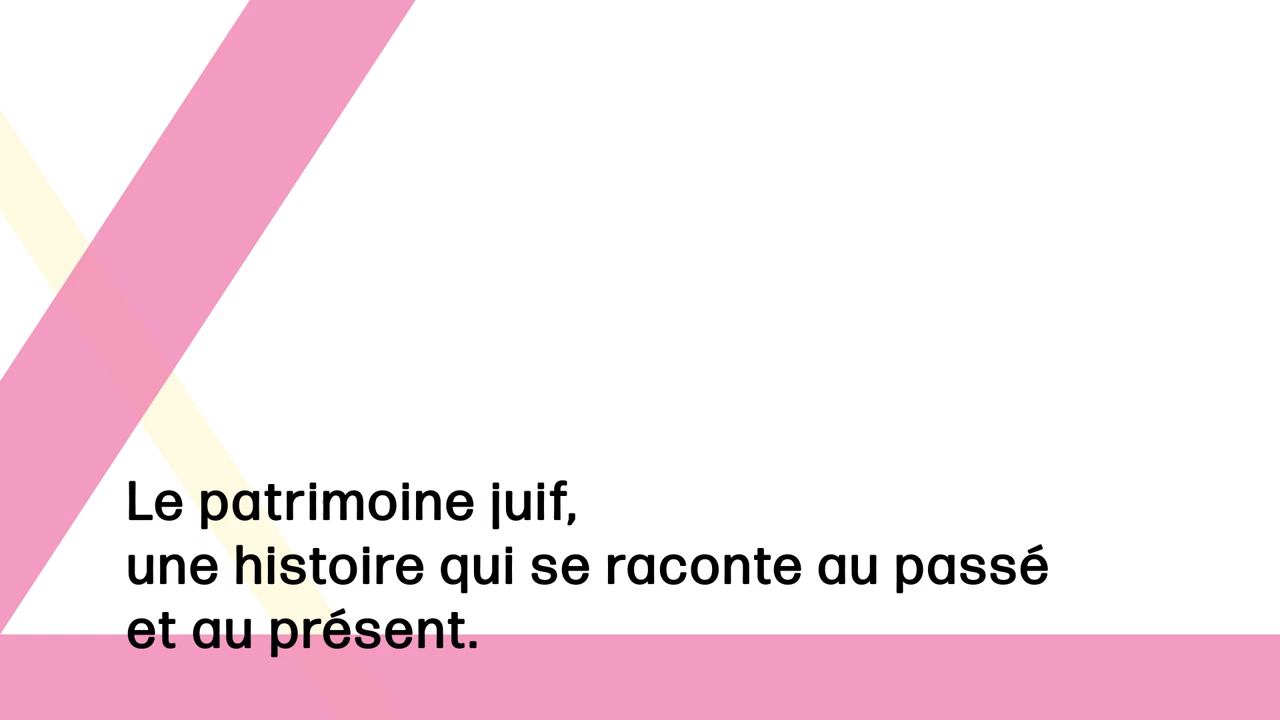 Le patrimoine juif,
une histoire qui se raconte au passé
et au présent.